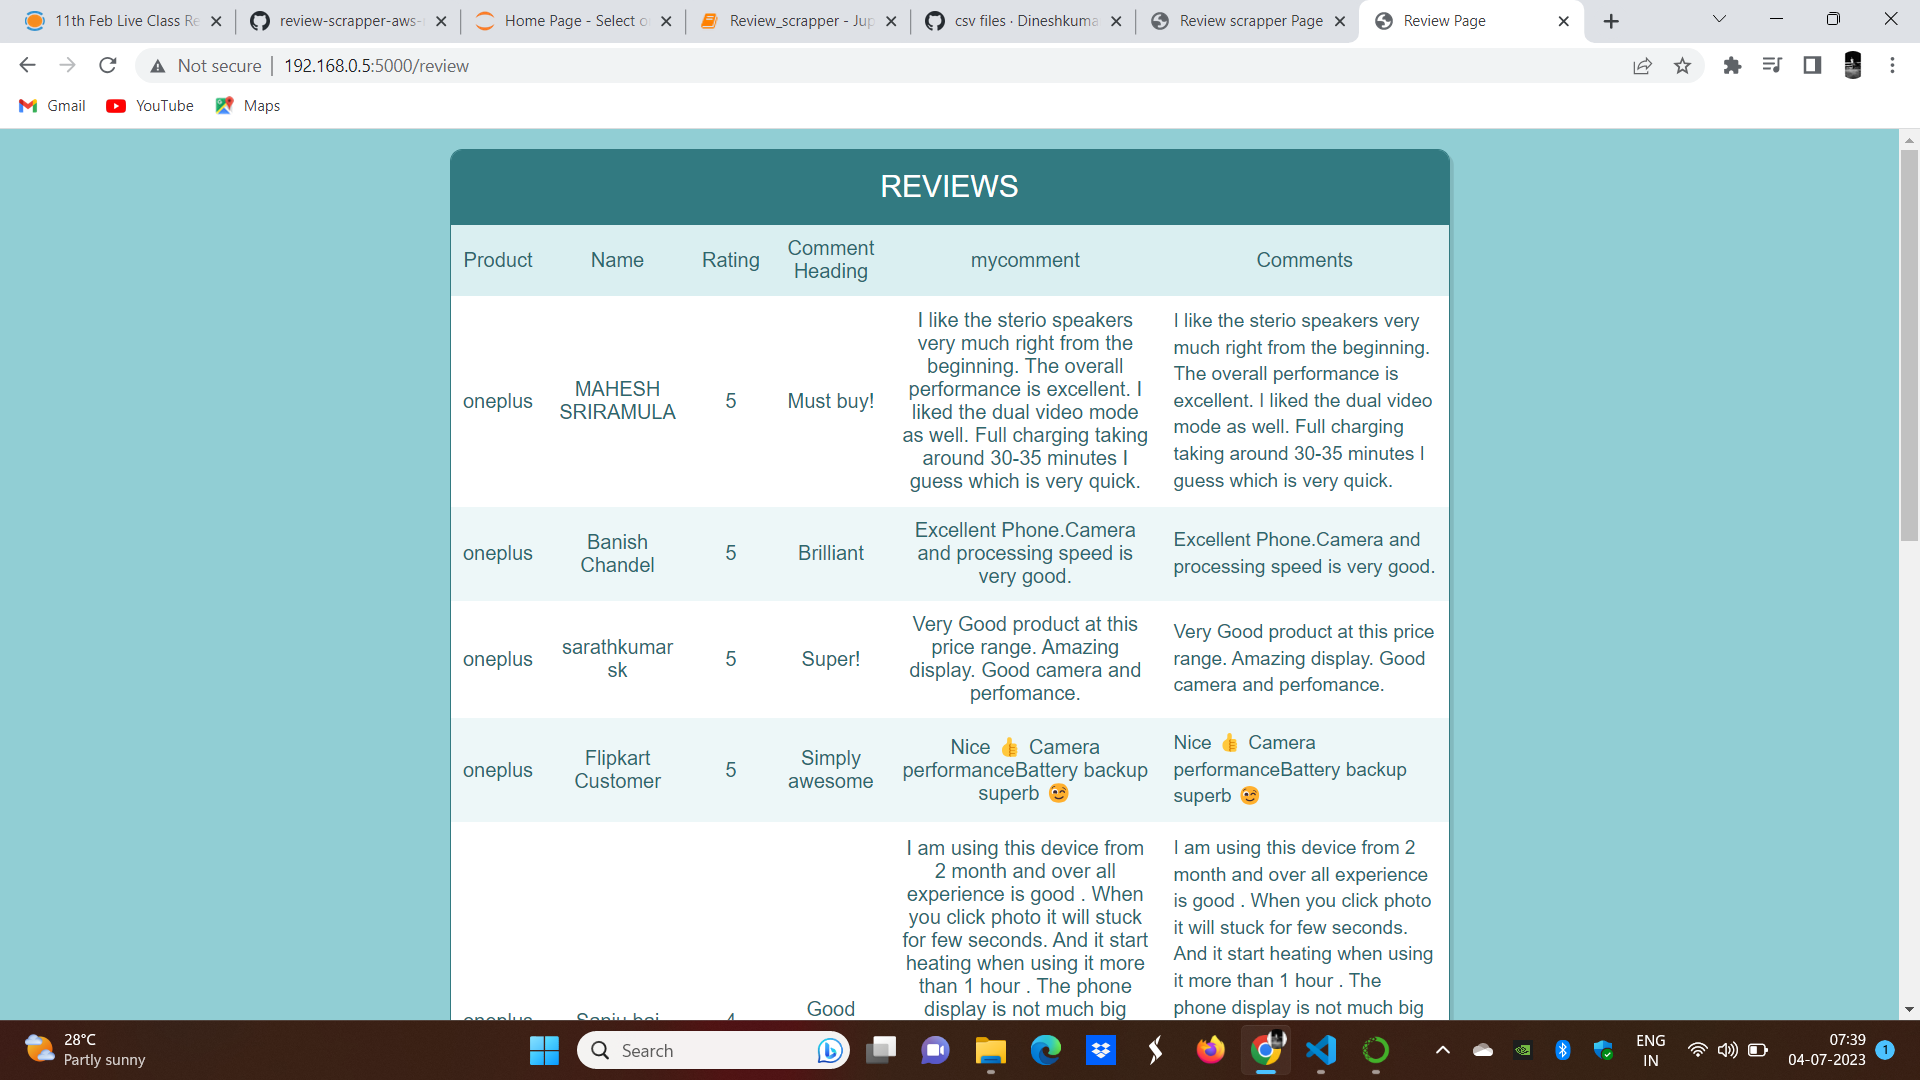 11th Feb Live Class Re
review-scrapper-aws-
Home Page - Select o
Review_scrapper - Jup
csv files · Dineshkuma
Review scrapper Page
Review Page
Not secure
192.168.0.5:5000/review
Gmail
YouTube
Maps
REVIEWS
Product
Name
Rating
Comment
Heading
mycomment
Comments
oneplus
MAHESH
SRIRAMULA
5
Must buy!
I like the sterio speakers
very much right from the
beginning. The overall
performance is excellent. I
liked the dual video mode
as well. Full charging taking
around 30-35 minutes I
guess which is very quick.
I like the sterio speakers very
much right from the beginning.
The overall performance is
excellent. I liked the dual video
mode as well. Full charging
taking around 30-35 minutes I
guess which is very quick.
oneplus
Banish
Chandel
5
Brilliant
Excellent Phone.Camera
and processing speed is
very good.
Excellent Phone.Camera and
processing speed is very good.
oneplus
sarathkumar
sk
5
Super!
Very Good product at this
price range. Amazing
display. Good camera and
perfomance.
Very Good product at this price
range. Amazing display. Good
camera and perfomance.
oneplus
Flipkart
Customer
5
Simply
awesome
Nice 👍 Camera
performanceBattery backup
superb 😉
Nice 👍 Camera
performanceBattery backup
superb 😉
oneplus
Sanju bai
4
Good
I am using this device from
2 month and over all
experience is good . When
you click photo it will stuck
for few seconds. And it start
heating when using it more
than 1 hour . The phone
display is not much big
I am using this device from 2
month and over all experience
is good . When you click photo
it will stuck for few seconds.
And it start heating when using
it more than 1 hour . The
phone display is not much big
28°C
Partly sunny
Search
ENG
IN
07:39
04-07-2023
1